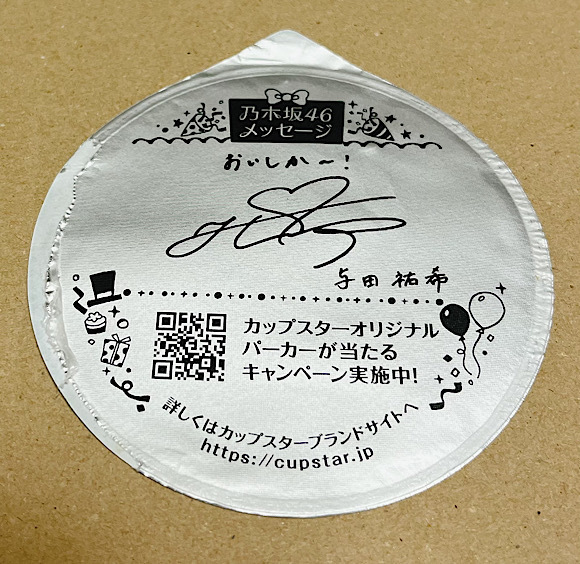 乃木坂46
メッセージ
おいしか〜!
与田 祐希
カップスターオリジナル
パーカーが当たる
キャンペーン実施中!
詳しくはカップスターブランドサイトへ
https://cupstar.jp